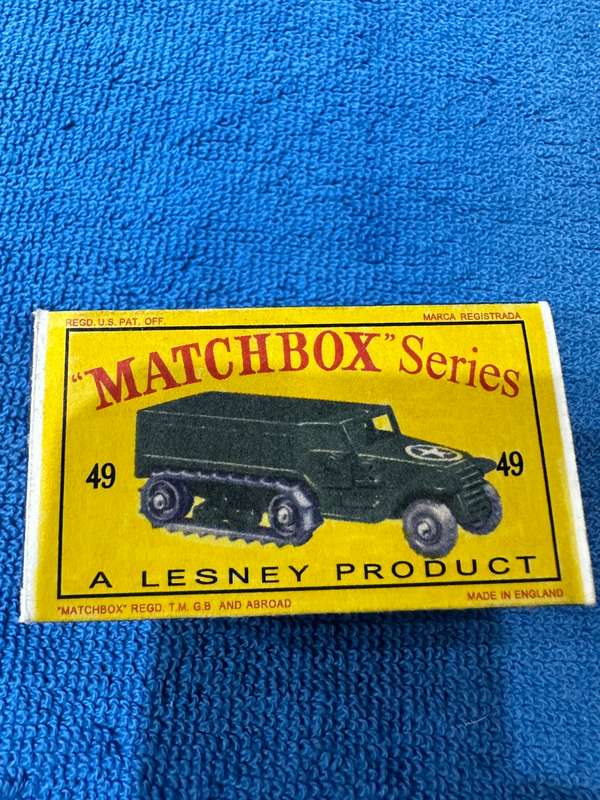 REGD. U.S. PAT. OFF. MARCA REGISTRADA
"MATCHBOX" Series
49 49
A LESNEY PRODUCT
"MATCHBOX" REGD. T.M. G.B AND ABROAD MADE IN ENGLAND